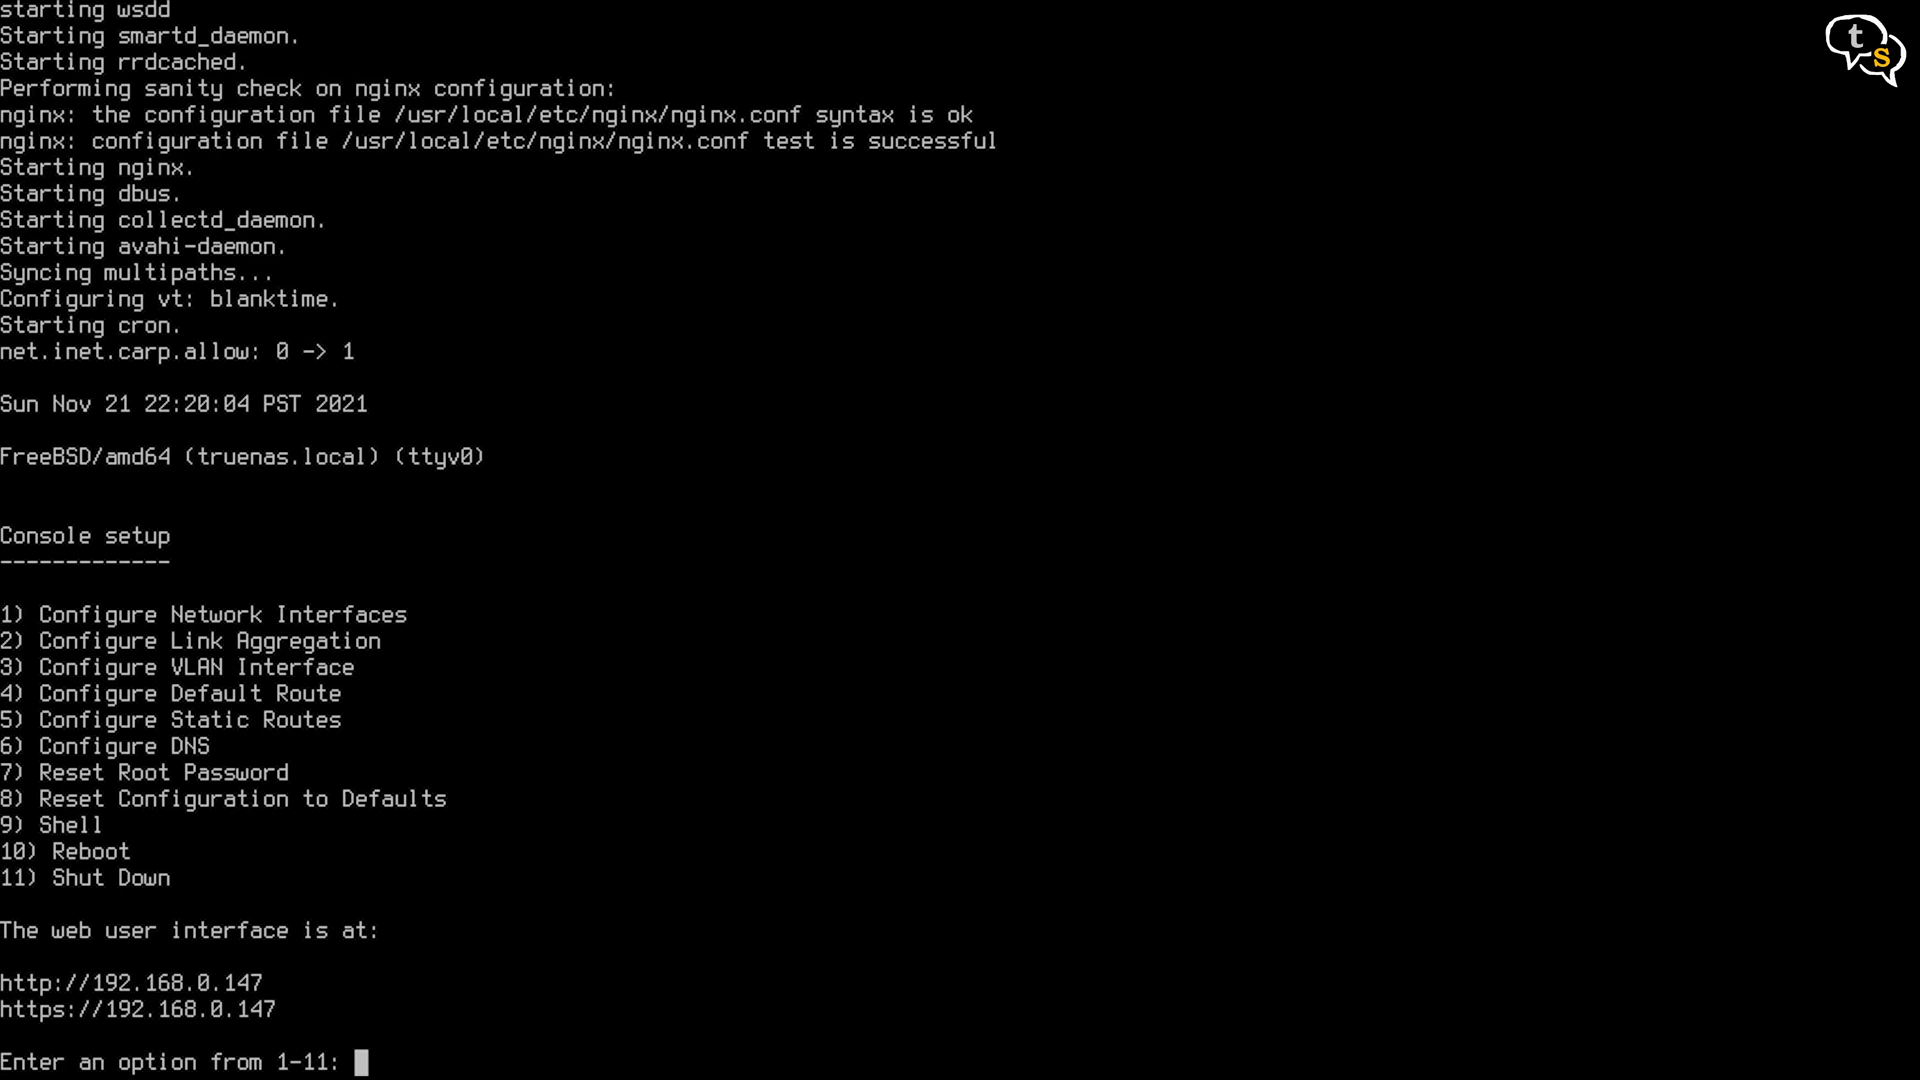 starting wsdd
Starting smartd_daemon.
Starting rrdcached.
Performing sanity check on nginx configuration:
nginx: the configuration file /usr/local/etc/nginx/nginx.conf syntax is ok
nginx: configuration file /usr/local/etc/nginx/nginx.conf test is successful
Starting nginx.
Starting dbus.
Starting collectd_daemon.
Starting avahi-daemon.
Syncing multipaths...
Configuring vt: blanktime.
Starting cron.
net.inet.carp.allow: 0 -> 1
Sun Nov 21 22:20:04 PST 2021
FreeBSD/amd64 (truenas.local) (ttyv0)
Console setup
-------------
1) Configure Network Interfaces
2) Configure Link Aggregation
3) Configure VLAN Interface
4) Configure Default Route
5) Configure Static Routes
6) Configure DNS
7) Reset Root Password
8) Reset Configuration to Defaults
9) Shell
10) Reboot
11) Shut Down
The web user interface is at:
http://192.168.0.147
https://192.168.0.147
Enter an option from 1-11:
t
s